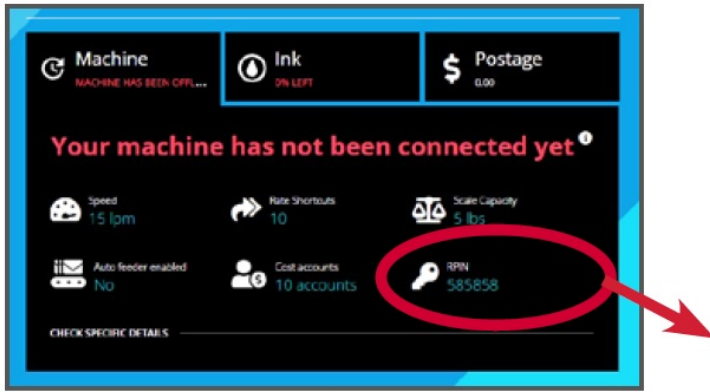 Machine
MACHINE HAS BEEN OFFL...
Ink
0% LEFT
Postage
0.00
Your machine has not been connected yet
Speed
15 lpm
Rate Shortcuts
10
Scale Capacity
5 lbs
Auto feeder enabled
No
Cost accounts
10 accounts
RPIN
585858
CHECK SPECIFIC DETAILS